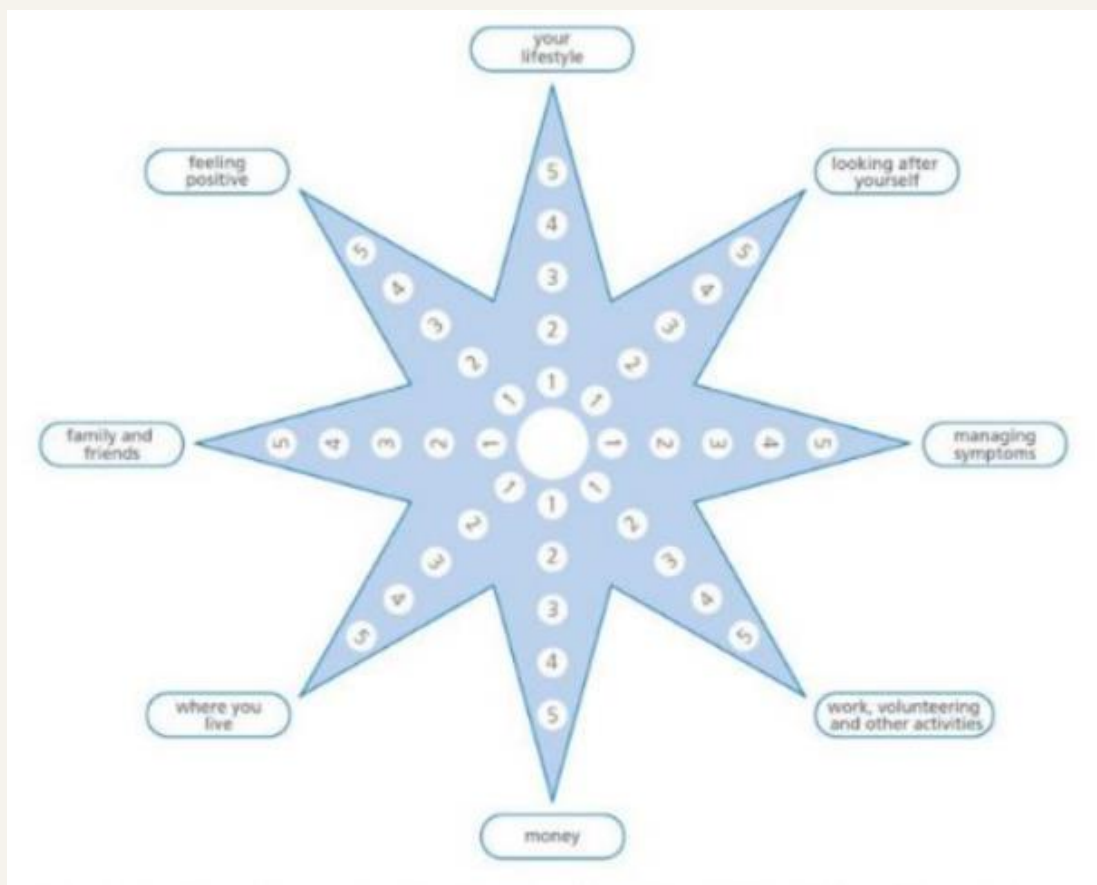 your
lifestyle
feeling
positive
looking after
yourself
5
4
3
2
1
5
4
3
2
1
5
4
3
2
1
family and
friends
5
4
3
2
1
1
2
3
4
5
managing
symptoms
1
2
3
4
5
1
2
3
4
5
1
2
3
4
5
where you
live
work, volunteering
and other activities
money